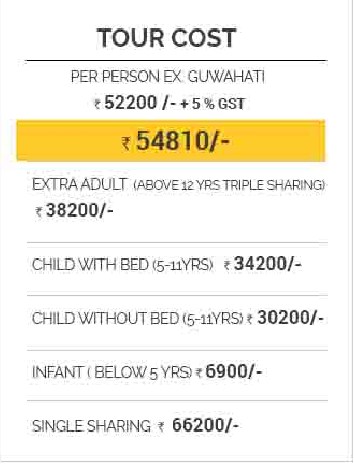 TOUR COST
PER PERSON EX. GUWAHATI
₹ 52200 /- + 5 % GST
₹ 54810/-
EXTRA ADULT (ABOVE 12 YRS TRIPLE SHARING)
₹ 38200/-
CHILD WITH BED (5-11YRS) ₹ 34200/-
CHILD WITHOUT BED (5-11YRS) ₹ 30200/-
INFANT ( BELOW 5 YRS) ₹ 6900/-
SINGLE SHARING ₹ 66200/-